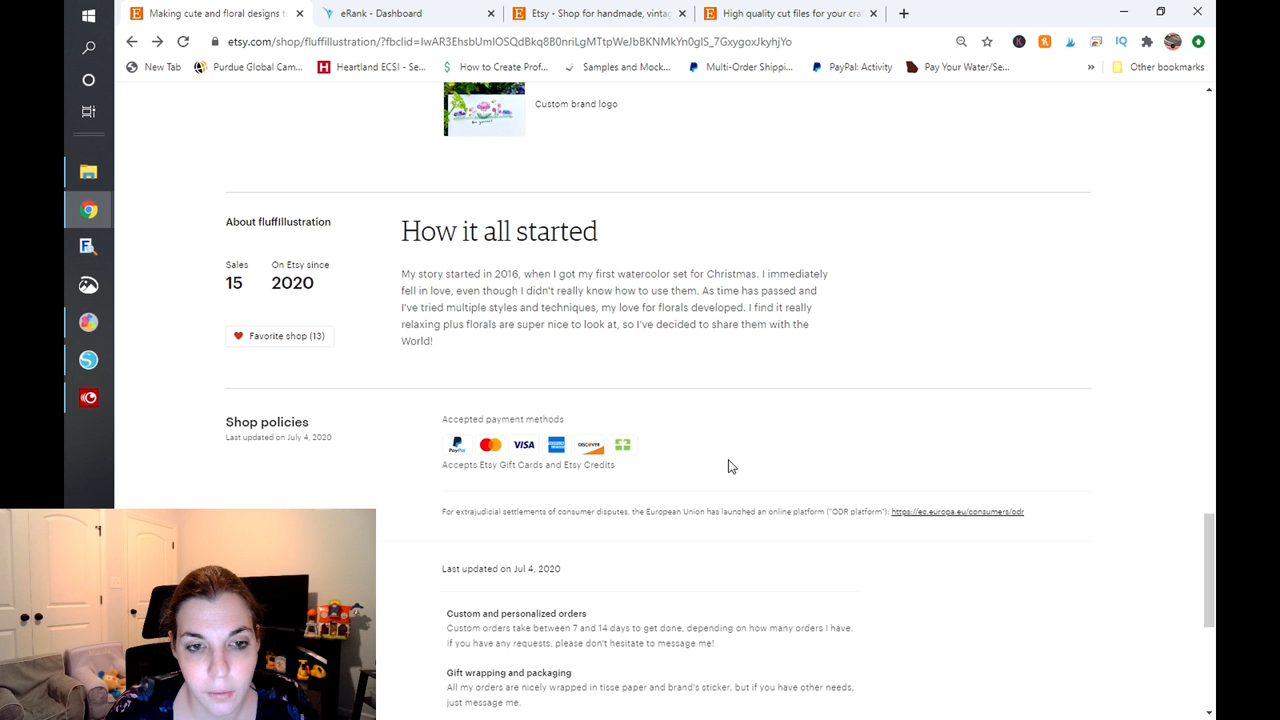 Making cute and floral designs to
eRank - Dashboard
Etsy - Shop for handmade, vintag
High quality cut files for your cra
etsy.com/shop/fluffillustration/?fbclid=IwAR3EhsbUmIOSQdBkq8B0nriLgMTtpWeJbBKNMkYn0gIS_7GxygoxJkyhjYo
New Tab
Purdue Global Cam...
Heartland ECSI - Se...
How to Create Prof...
Samples and Mock...
Multi-Order Shippi...
PayPal: Activity
Pay Your Water/Se...
»
Other bookmarks
Custom brand logo
About fluffIllustration
Sales
15
On Etsy since
2020
Favorite shop (13)
How it all started
My story started in 2016, when I got my first watercolor set for Christmas. I immediately
fell in love, even though I didn't really know how to use them. As time has passed and
I've tried multiple styles and techniques, my love for florals developed. I find it really
relaxing plus florals are super nice to look at, so I've decided to share them with the
World!
Shop policies
Last updated on July 4, 2020
Accepted payment methods
PayPal
VISA
DISCOVER
Accepts Etsy Gift Cards and Etsy Credits
For extrajudicial settlements of consumer disputes, the European Union has launched an online platform ("ODR platform"): https://ec.europa.eu/consumers/odr
Last updated on Jul 4, 2020
Custom and personalized orders
Custom orders take between 7 and 14 days to get done, depending on how many orders I have.
If you have any requests, please don't hesitate to message me!
Gift wrapping and packaging
All my orders are nicely wrapped in tisse paper and brand's sticker, but if you have other needs,
just message me.